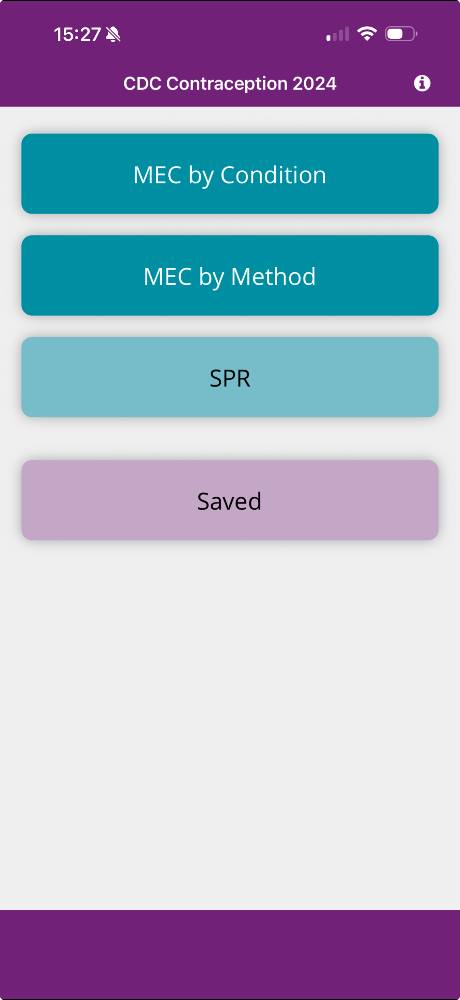 15:27
CDC Contraception 2024
MEC by Condition
MEC by Method
SPR
Saved